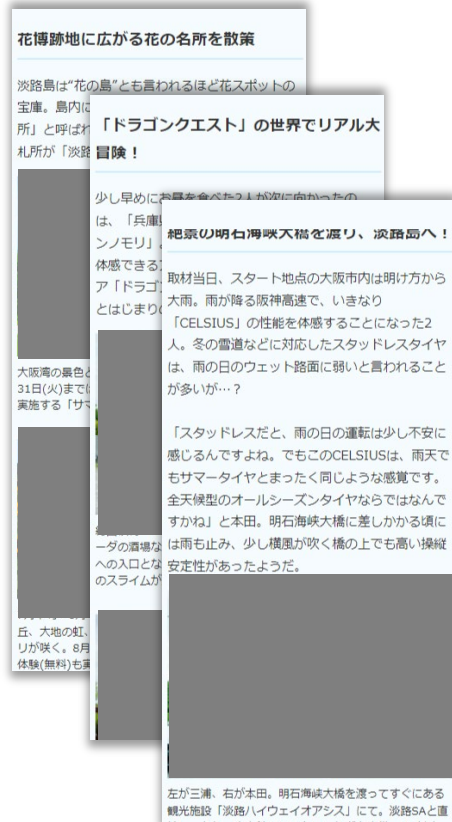 花博跡地に広がる花の名所を散策
淡路島は“花の島”とも言われるほど花スポットの
宝庫。島内に
所」と呼ばれ
札所が「淡路
大阪湾の景色と
31日(火)までに
実施する「サマ
丘、大地の虹、
リが咲く。8月
体験(無料)も実
「ドラゴンクエスト」の世界でリアル大
冒険！
少し早めにお昼を食べた2人が次に向かったの
は、「兵庫県
ンノモリ」。
体感できる
ア「ドラゴン
とはじまりの
ーダの酒場な
への入口とな
のスライムが
絶景の明石海峡大橋を渡り、淡路島へ！
取材当日、スタート地点の大阪市内は明け方から
大雨。雨が降る阪神高速で、いきなり
「CELSIUS」の性能を体感することになった2
人。冬の雪道などに対応したスタッドレスタイヤ
は、雨の日のウェット路面に弱いと言われること
が多いが…？
「スタッドレスだと、雨の日の運転は少し不安に
感じるんですよね。でもこのCELSIUSは、雨天で
もサマータイヤとまったく同じような感覚です。
全天候型のオールシーズンタイヤならではなんで
すかね」と本田。明石海峡大橋に差しかかる頃に
は雨も止み、少し横風が吹く橋の上でも高い操縦
安定性があったようだ。
左が三浦、右が本田。明石海峡大橋を渡ってすぐにある
観光施設「淡路ハイウェイオアシス」にて。淡路SAと直